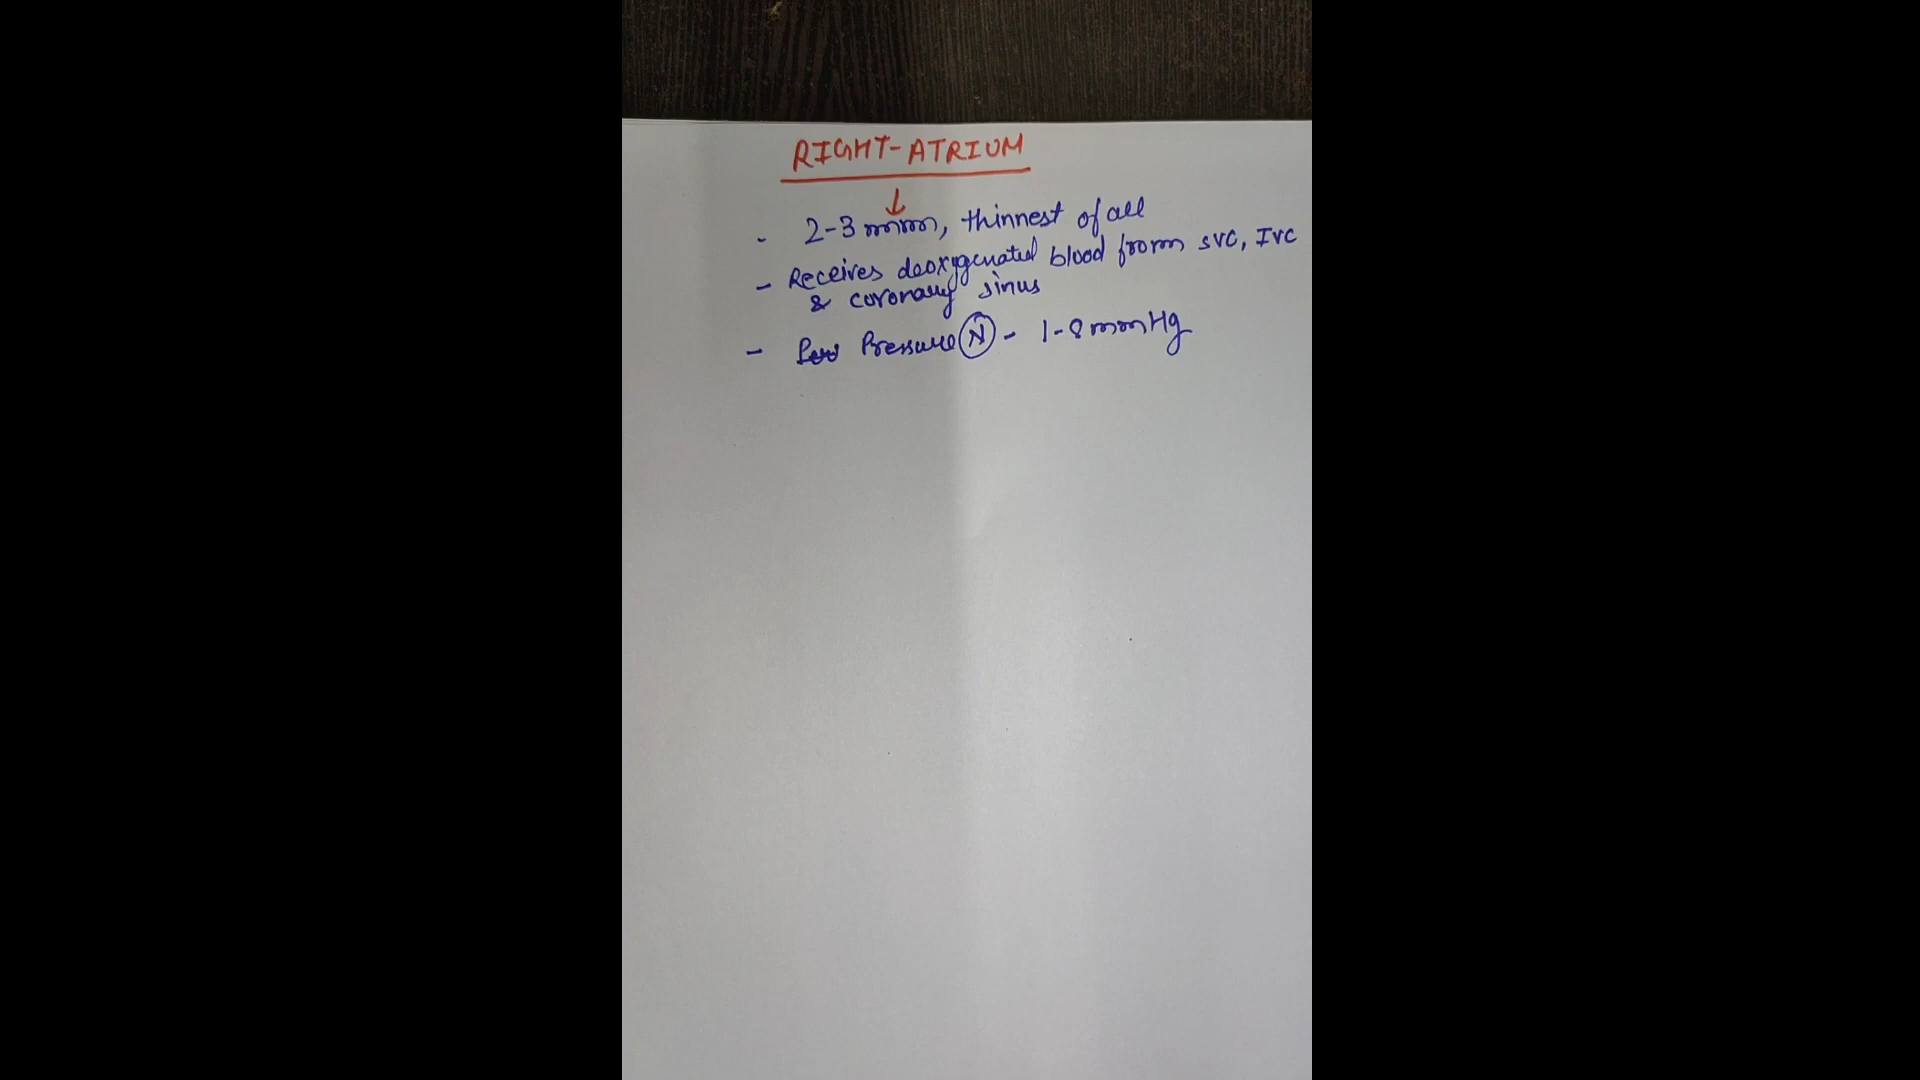 RIGHT-ATRIUM
↓
- 2-3 mm, thinnest of all
- Receives deoxygenated blood from SVC, IVC
& coronary sinus
- Low Pressure Ⓝ - 1-8 mmHg